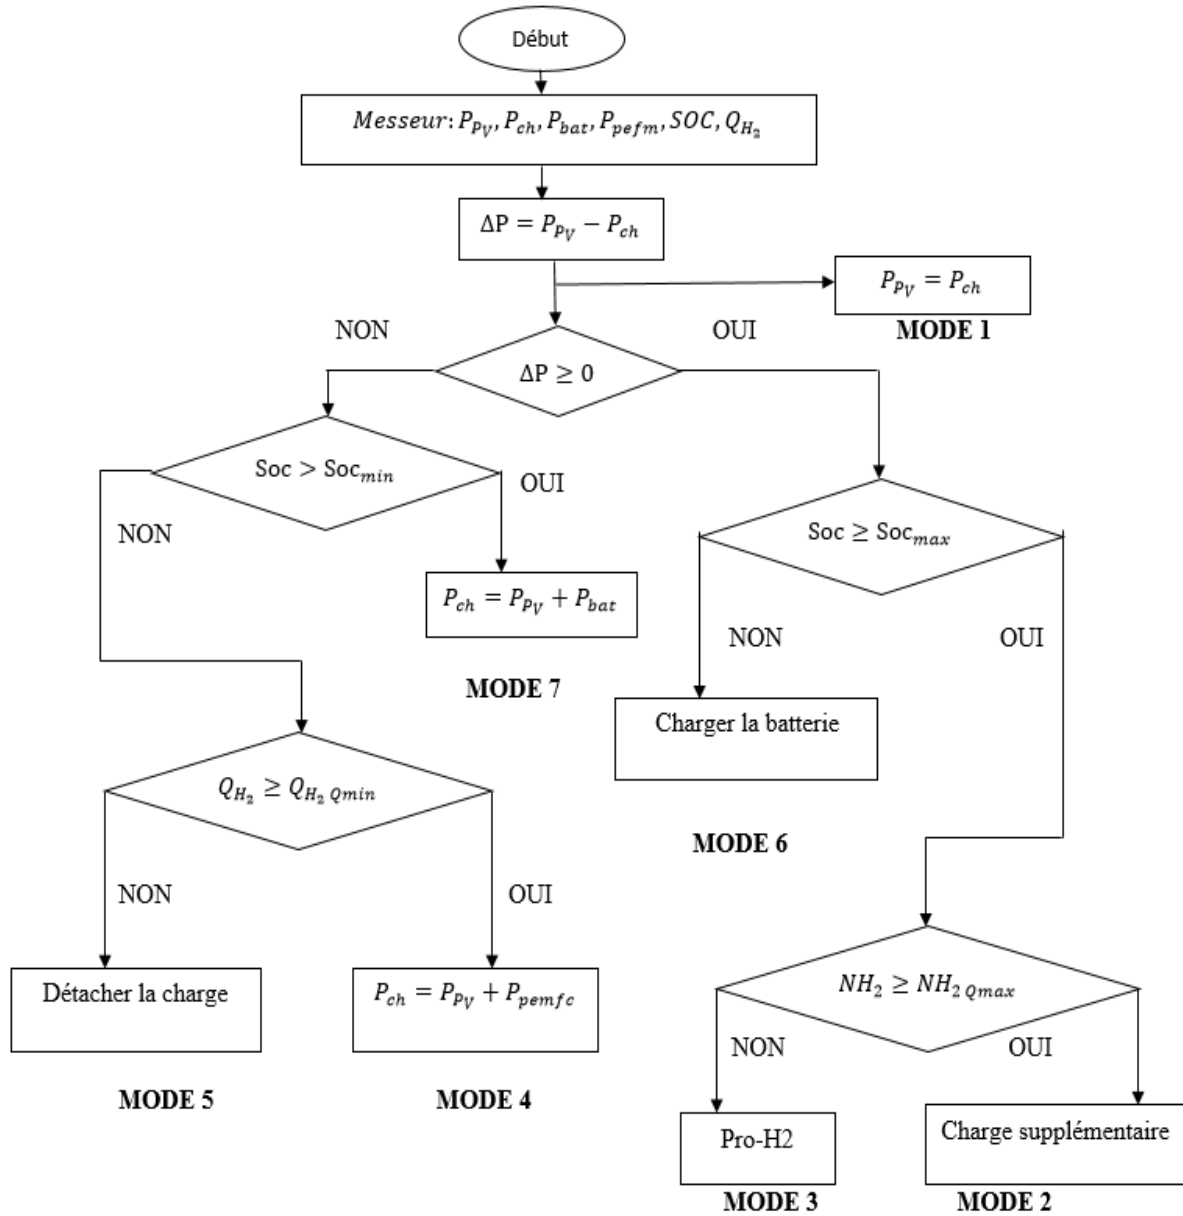 Début
Messeur: P_{P_V}, P_{ch}, P_{bat}, P_{pefm}, SOC, Q_{H_2}
ΔP = P_{P_V} − P_{ch}
P_{P_V} = P_{ch}
MODE 1
NON
OUI
ΔP ≥ 0
Soc > Soc_{min}
OUI
NON
Soc ≥ Soc_{max}
P_{ch} = P_{P_V} + P_{bat}
MODE 7
NON
OUI
Charger la batterie
MODE 6
Q_{H_2} ≥ Q_{H_2 Qmin}
NON
OUI
Détacher la charge
P_{ch} = P_{P_V} + P_{pemfc}
MODE 5
MODE 4
NH_2 ≥ NH_{2 Qmax}
NON
OUI
Pro-H2
Charge supplémentaire
MODE 3
MODE 2